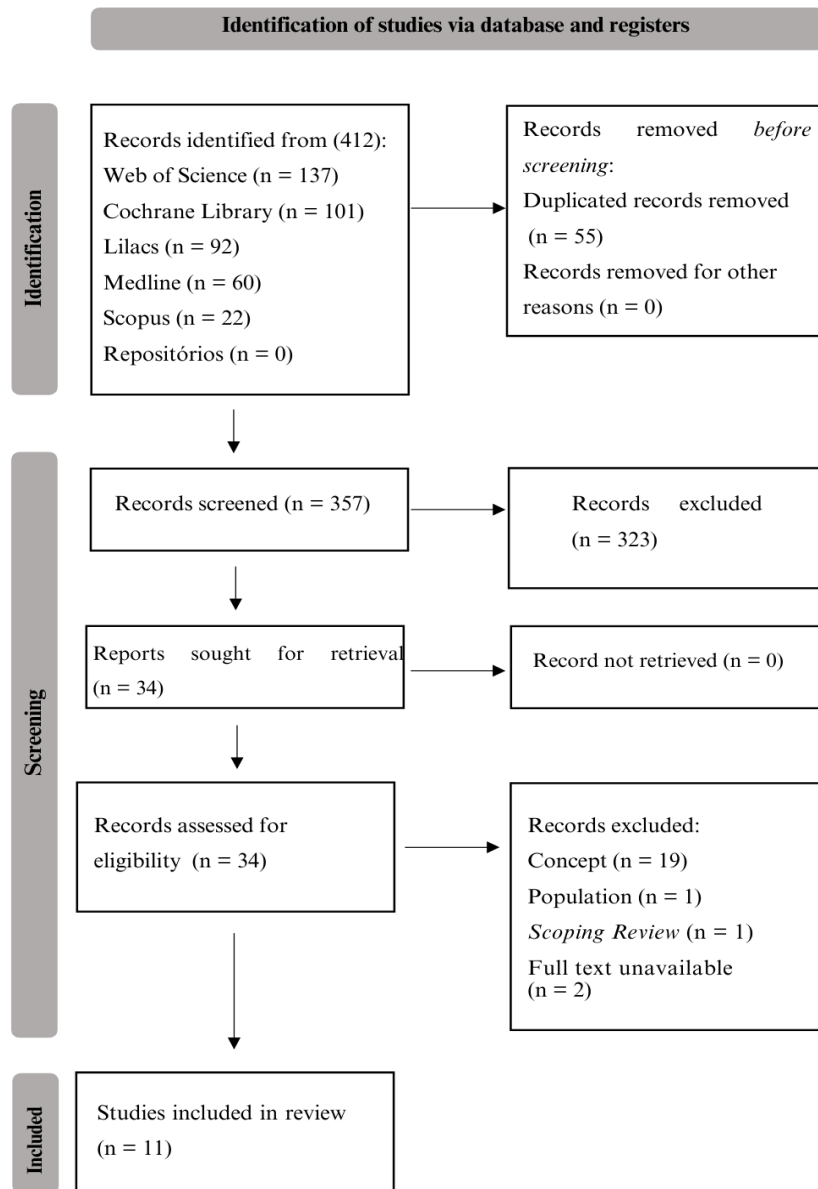 Identification of studies via database and registers
Identification
Records identified from (412):
Web of Science (n = 137)
Cochrane Library (n = 101)
Lilacs (n = 92)
Medline (n = 60)
Scopus (n = 22)
Repositórios (n = 0)
Records removed before
screening:
Duplicated records removed
(n = 55)
Records removed for other
reasons (n = 0)
Screening
Records screened (n = 357)
Records excluded
(n = 323)
Reports sought for retrieval
(n = 34)
Record not retrieved (n = 0)
Records assessed for
eligibility (n = 34)
Records excluded:
Concept (n = 19)
Population (n = 1)
Scoping Review (n = 1)
Full text unavailable
(n = 2)
Included
Studies included in review
(n = 11)